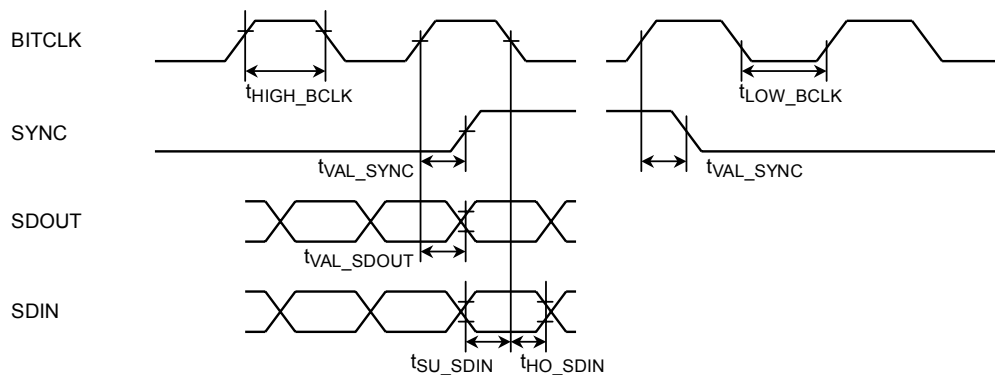 BITCLK
tHIGH_BCLK
tLOW_BCLK
SYNC
tVAL_SYNC
tVAL_SYNC
SDOUT
tVAL_SDOUT
SDIN
tSU_SDIN
tHO_SDIN